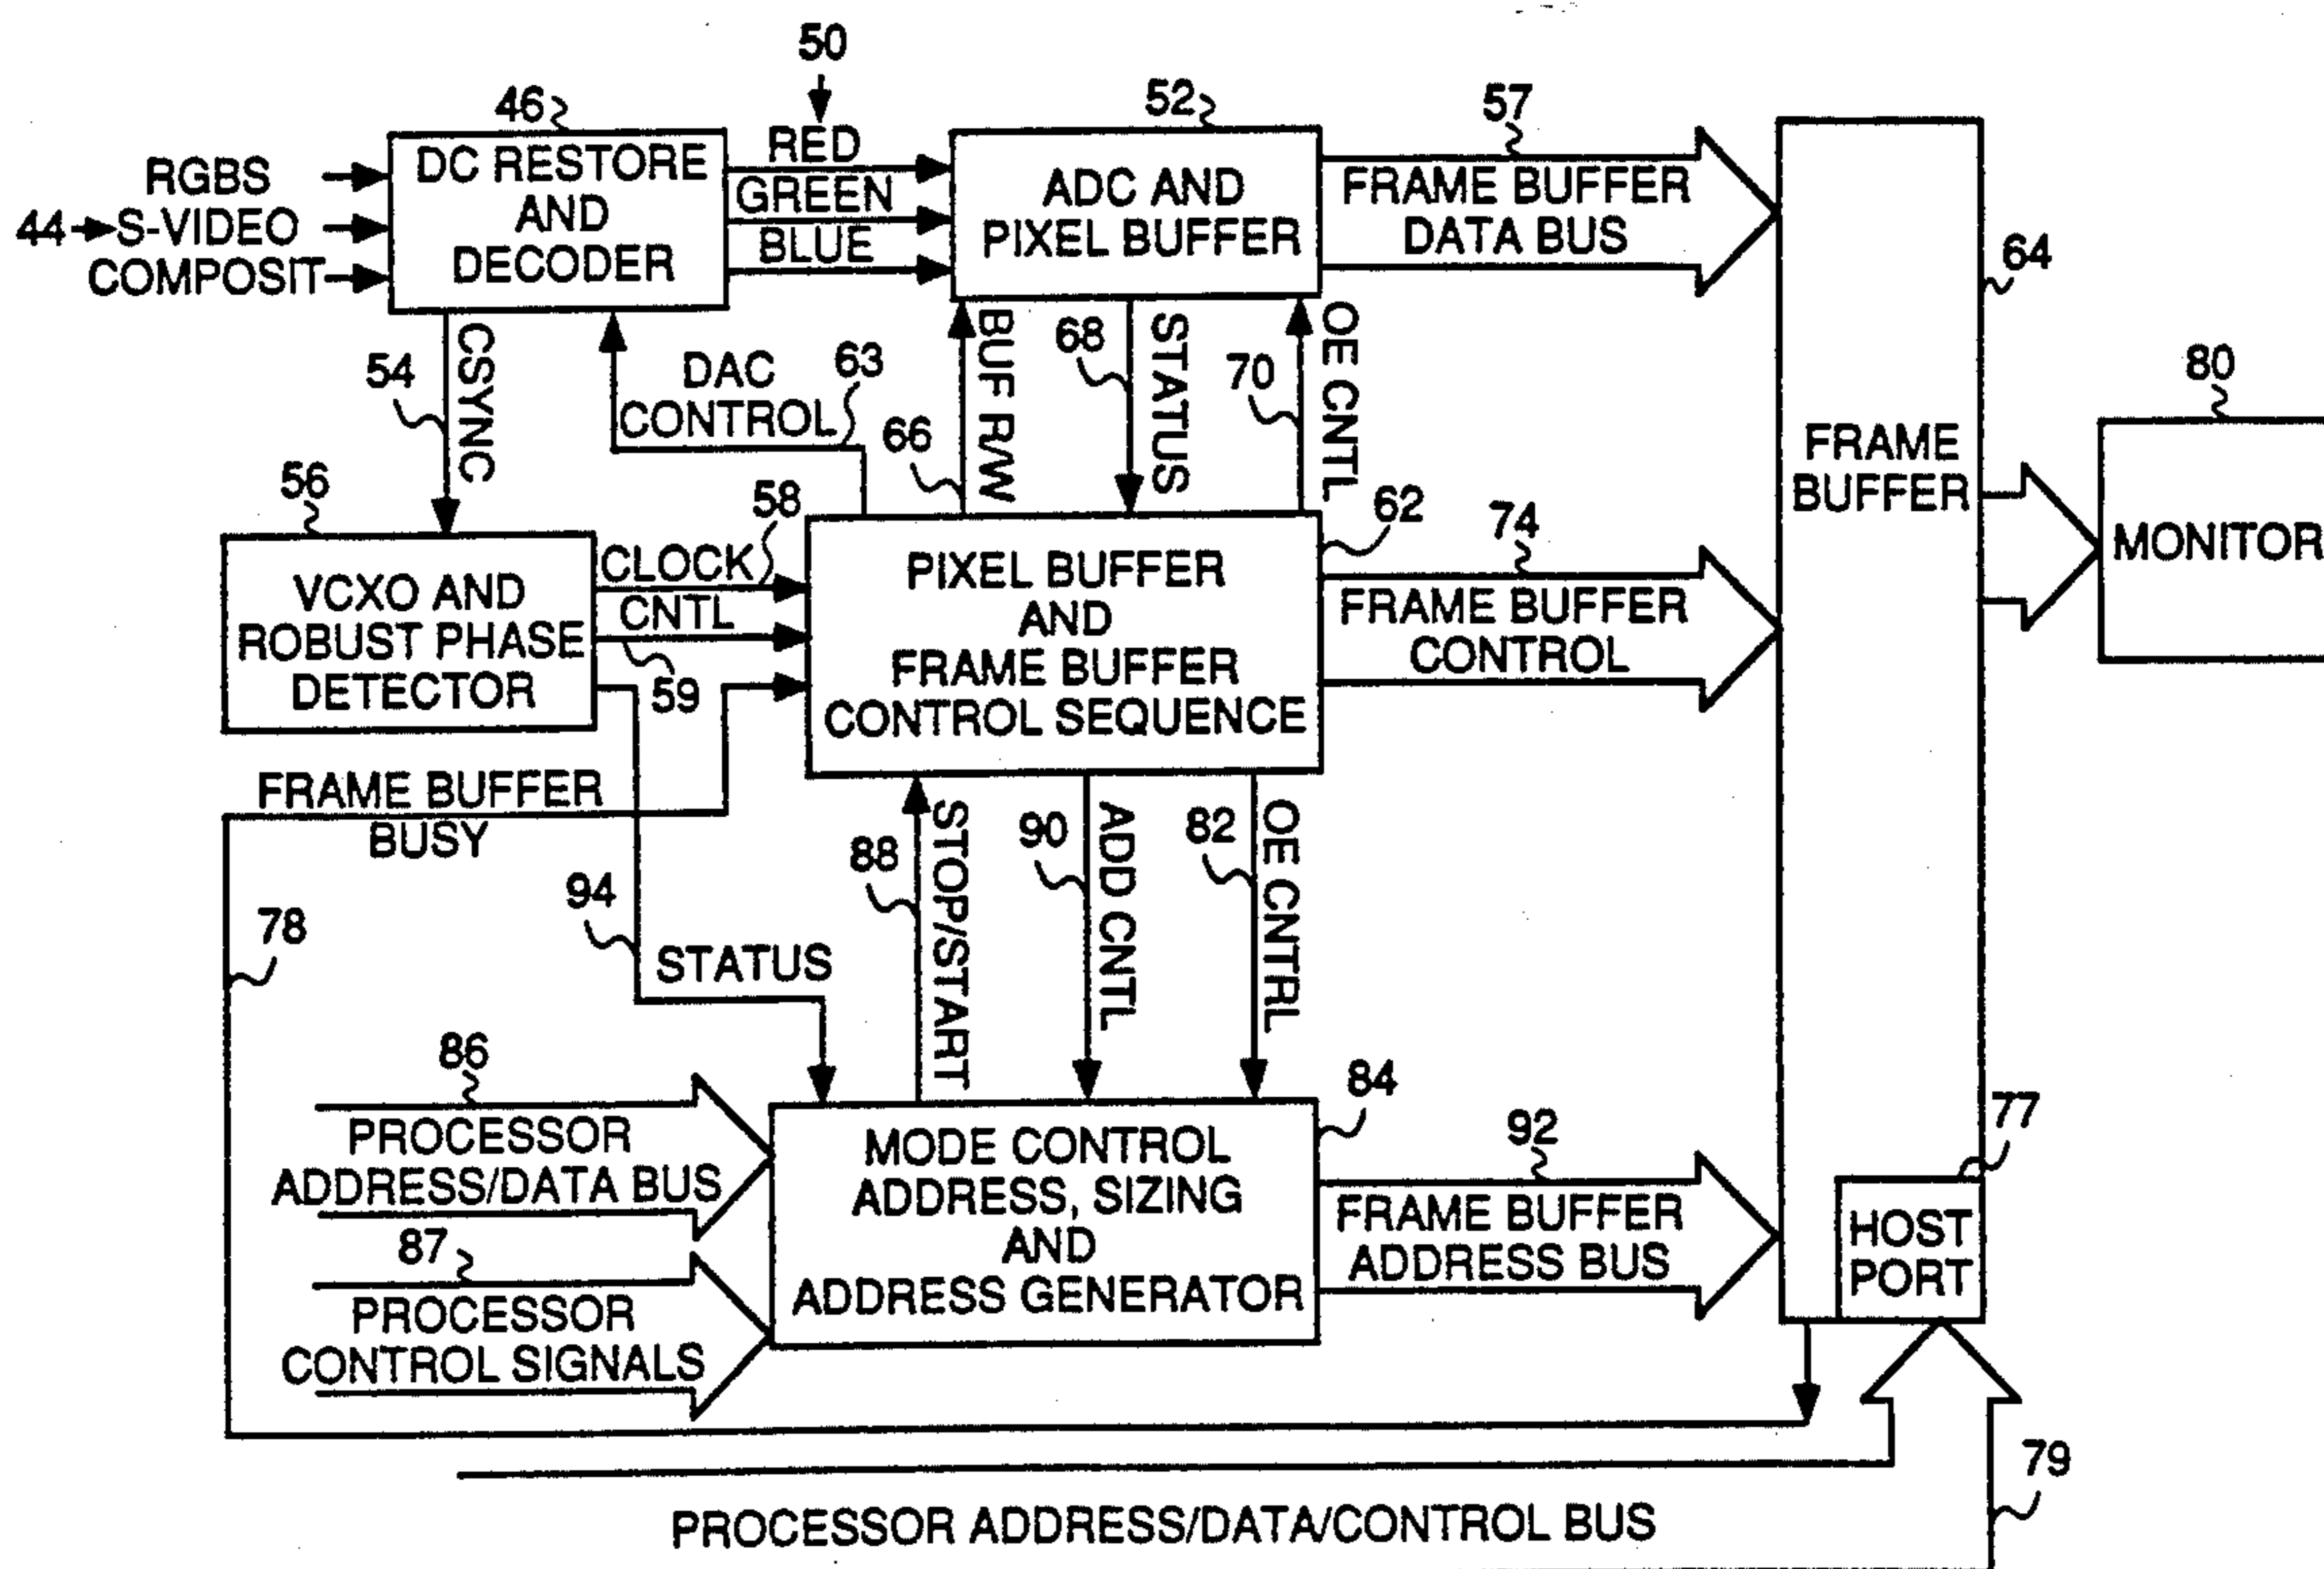 50
46
52
57
RGBS
44 S-VIDEO
COMPOSIT
DC RESTORE
AND
DECODER
RED
GREEN
BLUE
ADC AND
PIXEL BUFFER
FRAME BUFFER
DATA BUS
64
54
CSYNC
DAC
CONTROL
63
66
BUF R/W
68
STATUS
70
OE CNTL
80
FRAME
BUFFER
MONITOR
56
VCXO AND
ROBUST PHASE
DETECTOR
CLOCK
58
CNTL
59
62
PIXEL BUFFER
AND
FRAME BUFFER
CONTROL SEQUENCE
74
FRAME BUFFER
CONTROL
FRAME BUFFER
BUSY
78
94
STATUS
88
STOP/START
90
ADD CNTL
82
OE CNTRL
86
PROCESSOR
ADDRESS/DATA BUS
87
PROCESSOR
CONTROL SIGNALS
84
MODE CONTROL
ADDRESS, SIZING
AND
ADDRESS GENERATOR
92
FRAME BUFFER
ADDRESS BUS
77
HOST
PORT
79
PROCESSOR ADDRESS/DATA/CONTROL BUS